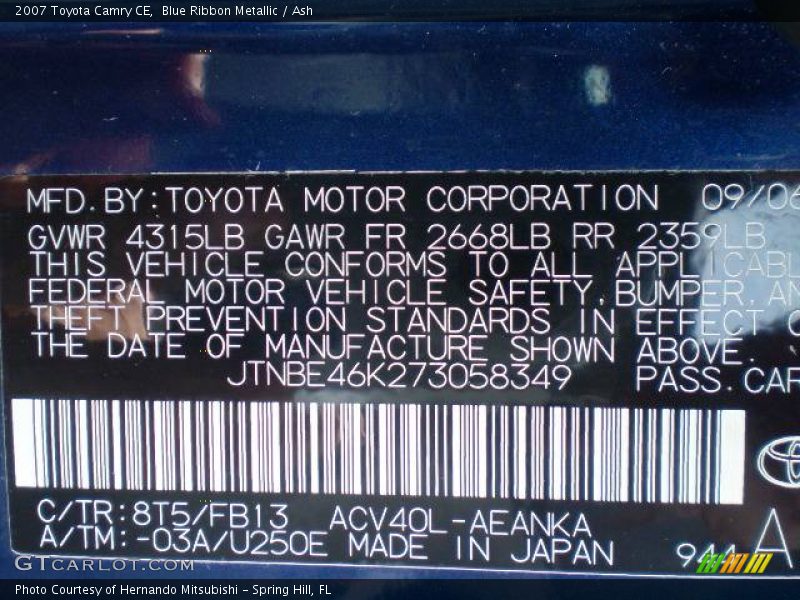 2007 Toyota Camry CE,  Blue Ribbon Metallic / Ash
MFD.BY:TOYOTA MOTOR CORPORATION 09/06
GVWR 4315LB GAWR FR 2668LB RR 2359LB
THIS VEHICLE CONFORMS TO ALL APPLICABL
FEDERAL MOTOR VEHICLE SAFETY,BUMPER,AN
THEFT PREVENTION STANDARDS IN EFFECT O
THE DATE OF MANUFACTURE SHOWN ABOVE.
JTNBE46K273058349 PASS.CAR
C/TR:8T5/FB13 ACV40L-AEANKA
A/TM:-03A/U250E MADE IN JAPAN
A
GTCARLOT.COM
Photo Courtesy of Hernando Mitsubishi - Spring Hill, FL